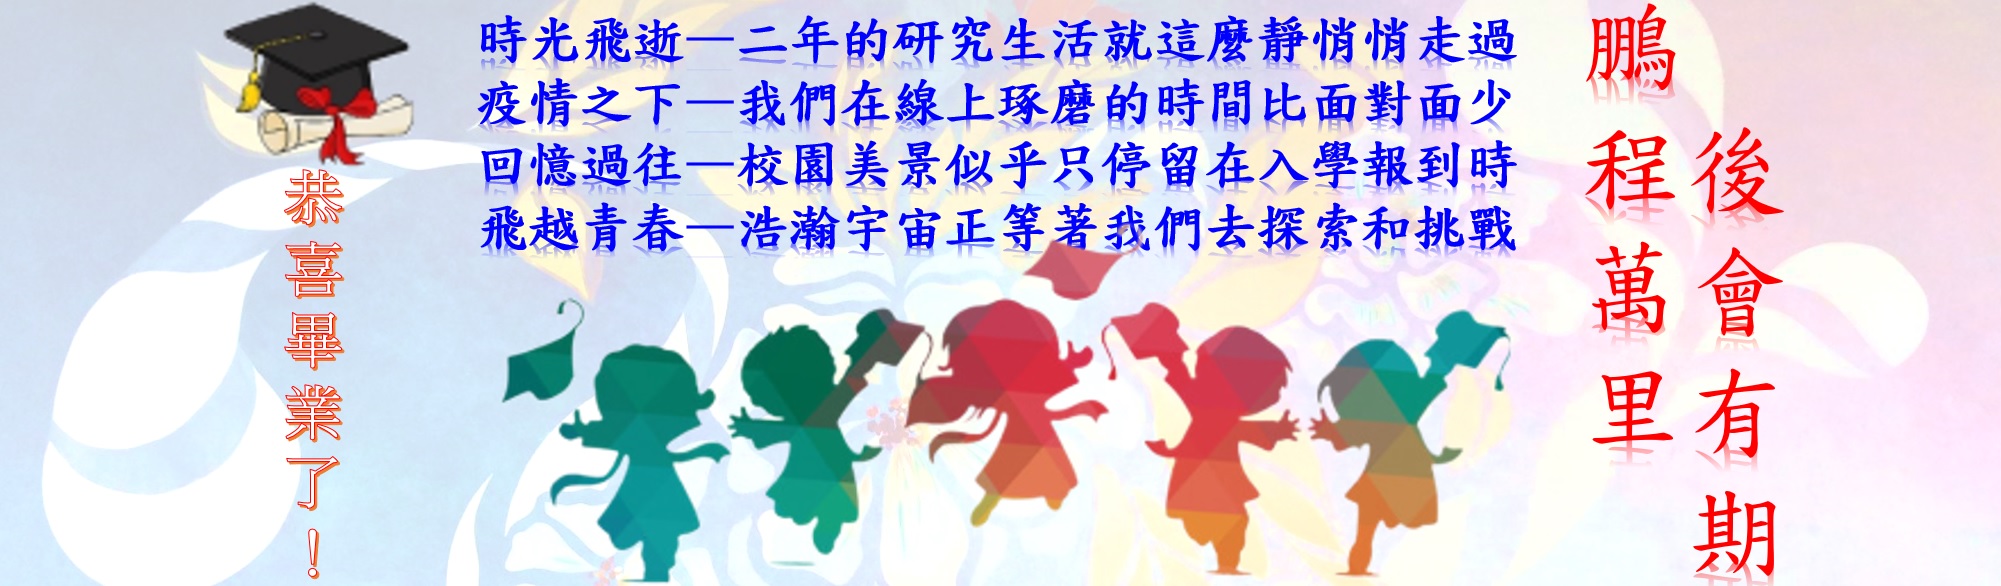 恭喜畢業了！
時光飛逝—二年的研究生活就這麼靜悄悄走過
疫情之下—我們在線上琢磨的時間比面對面少
回憶過往—校園美景似乎只停留在入學報到時
飛越青春—浩瀚宇宙正等著我們去探索和挑戰
鵬程萬里
後會有期